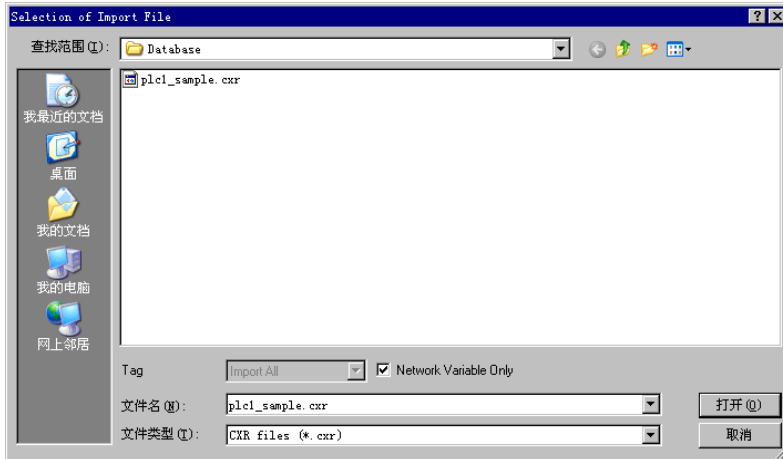 Selection of Import File
查找范围(I):
Database
plc1_sample.cxr
我最近的文档
桌面
我的文档
我的电脑
网上邻居
Tag
Import All
Network Variable Only
文件名(N):
plc1_sample.cxr
打开(O)
文件类型(T):
CXR files (*.cxr)
取消